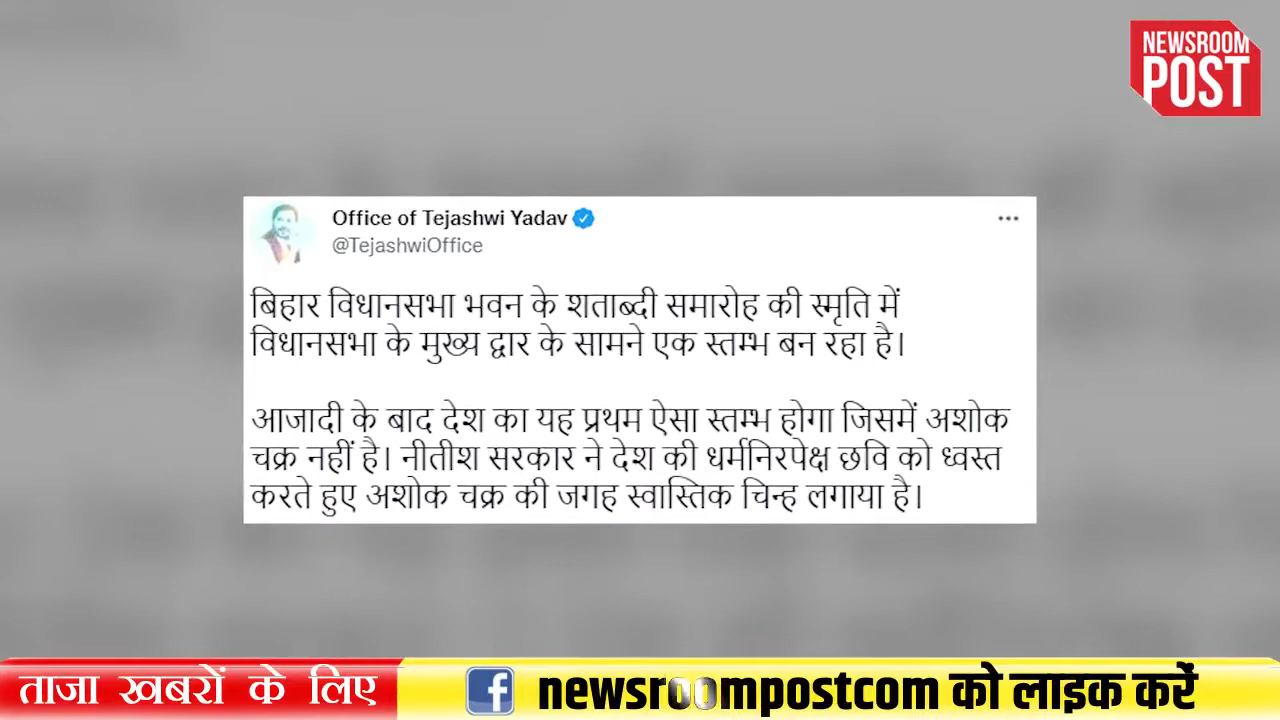 NEWSROOM
POST
Office of Tejashwi Yadav
@TejashwiOffice
बिहार विधानसभा भवन के शताब्दी समारोह की स्मृति में
विधानसभा के मुख्य द्वार के सामने एक स्तम्भ बन रहा है।
आजादी के बाद देश का यह प्रथम ऐसा स्तम्भ होगा जिसमें अशोक
चक्र नहीं है। नीतीश सरकार ने देश की धर्मनिरपेक्ष छवि को ध्वस्त
करते हुए अशोक चक्र की जगह स्वास्तिक चिन्ह लगाया है।
ताजा खबरों के लिए
newsroompostcom को लाइक करें